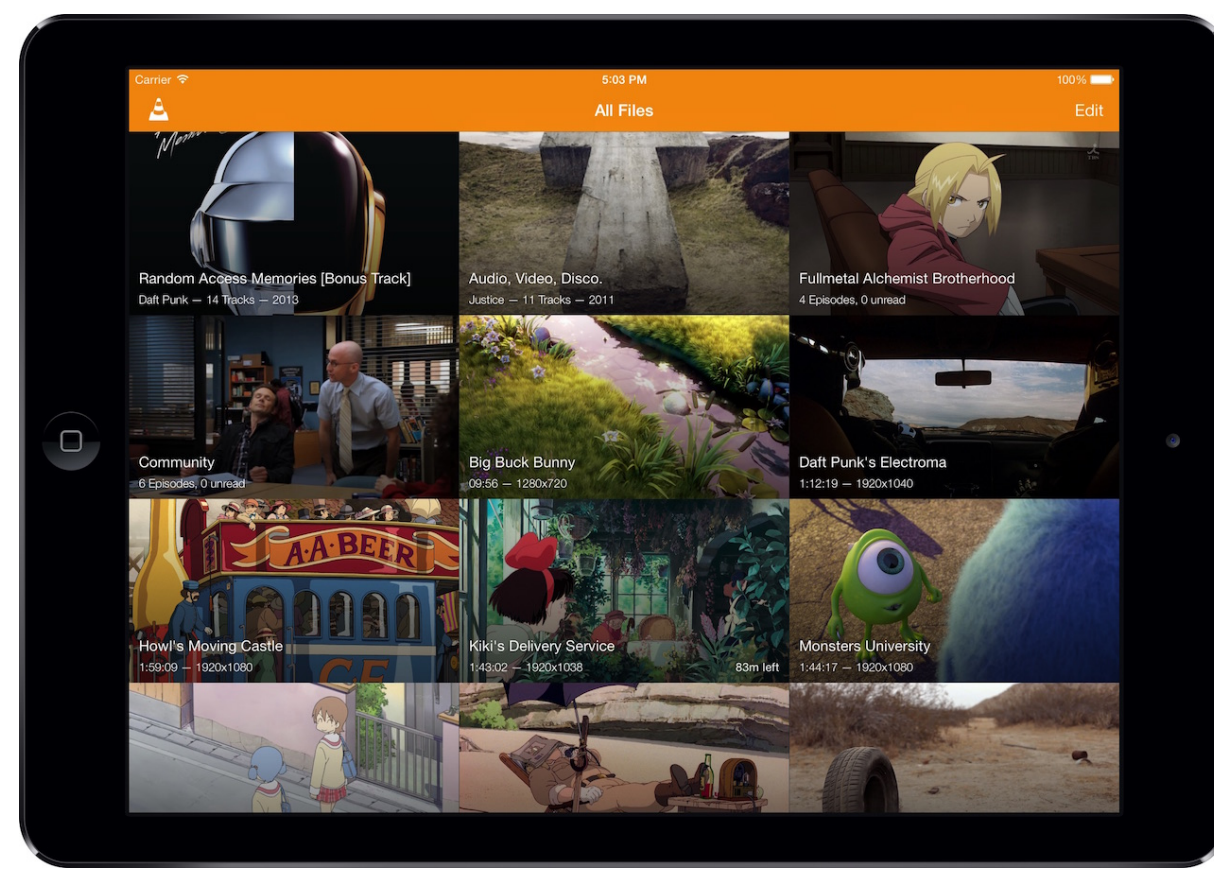 Carrier
5:03 PM
100%
All Files
Edit
Random Access Memories [Bonus Track]
Daft Punk — 14 Tracks — 2013
Audio, Video, Disco.
Justice — 11 Tracks — 2011
Fullmetal Alchemist Brotherhood
4 Episodes, 0 unread
Community
6 Episodes, 0 unread
Big Buck Bunny
09:56 — 1280x720
Daft Punk's Electroma
1:12:19 — 1920x1040
A·A·BEER
CF
Howl's Moving Castle
1:59:09 — 1920x1080
Kiki's Delivery Service
1:43:02 — 1920x1038
83m left
Monsters University
1:44:17 — 1920x1080